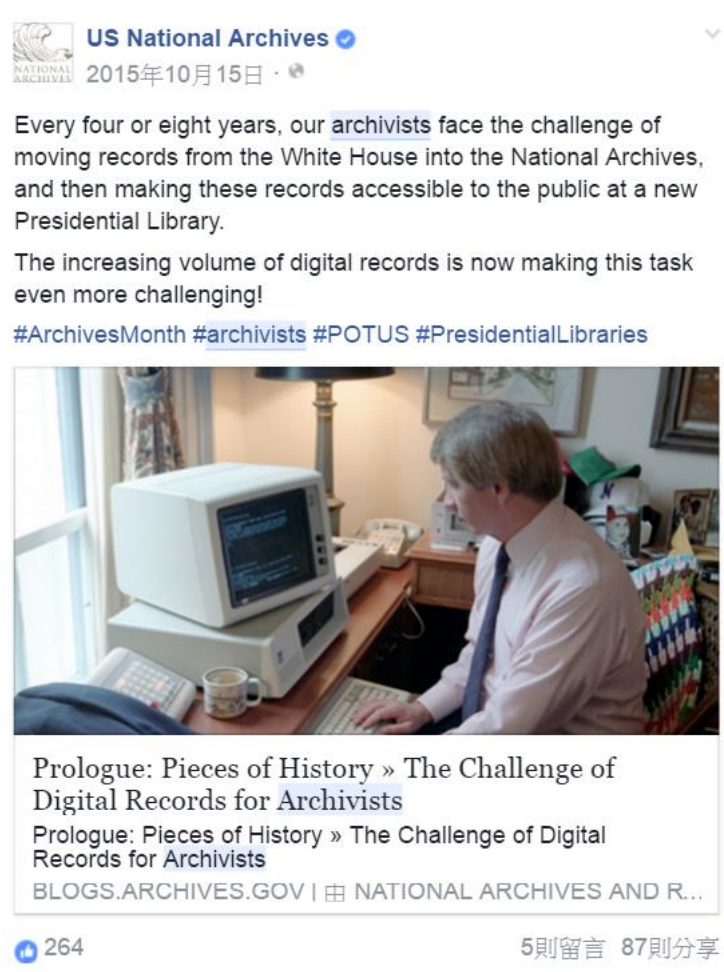 US National Archives
NATIONAL
ARCHIVES
2015年10月15日 ·
Every four or eight years, our archivists face the challenge of
moving records from the White House into the National Archives,
and then making these records accessible to the public at a new
Presidential Library.
The increasing volume of digital records is now making this task
even more challenging!
#ArchivesMonth #archivists #POTUS #PresidentialLibraries
Prologue: Pieces of History » The Challenge of
Digital Records for Archivists
Prologue: Pieces of History » The Challenge of Digital
Records for Archivists
BLOGS.ARCHIVES.GOV | 由 NATIONAL ARCHIVES AND R...
264
5則留言 87則分享